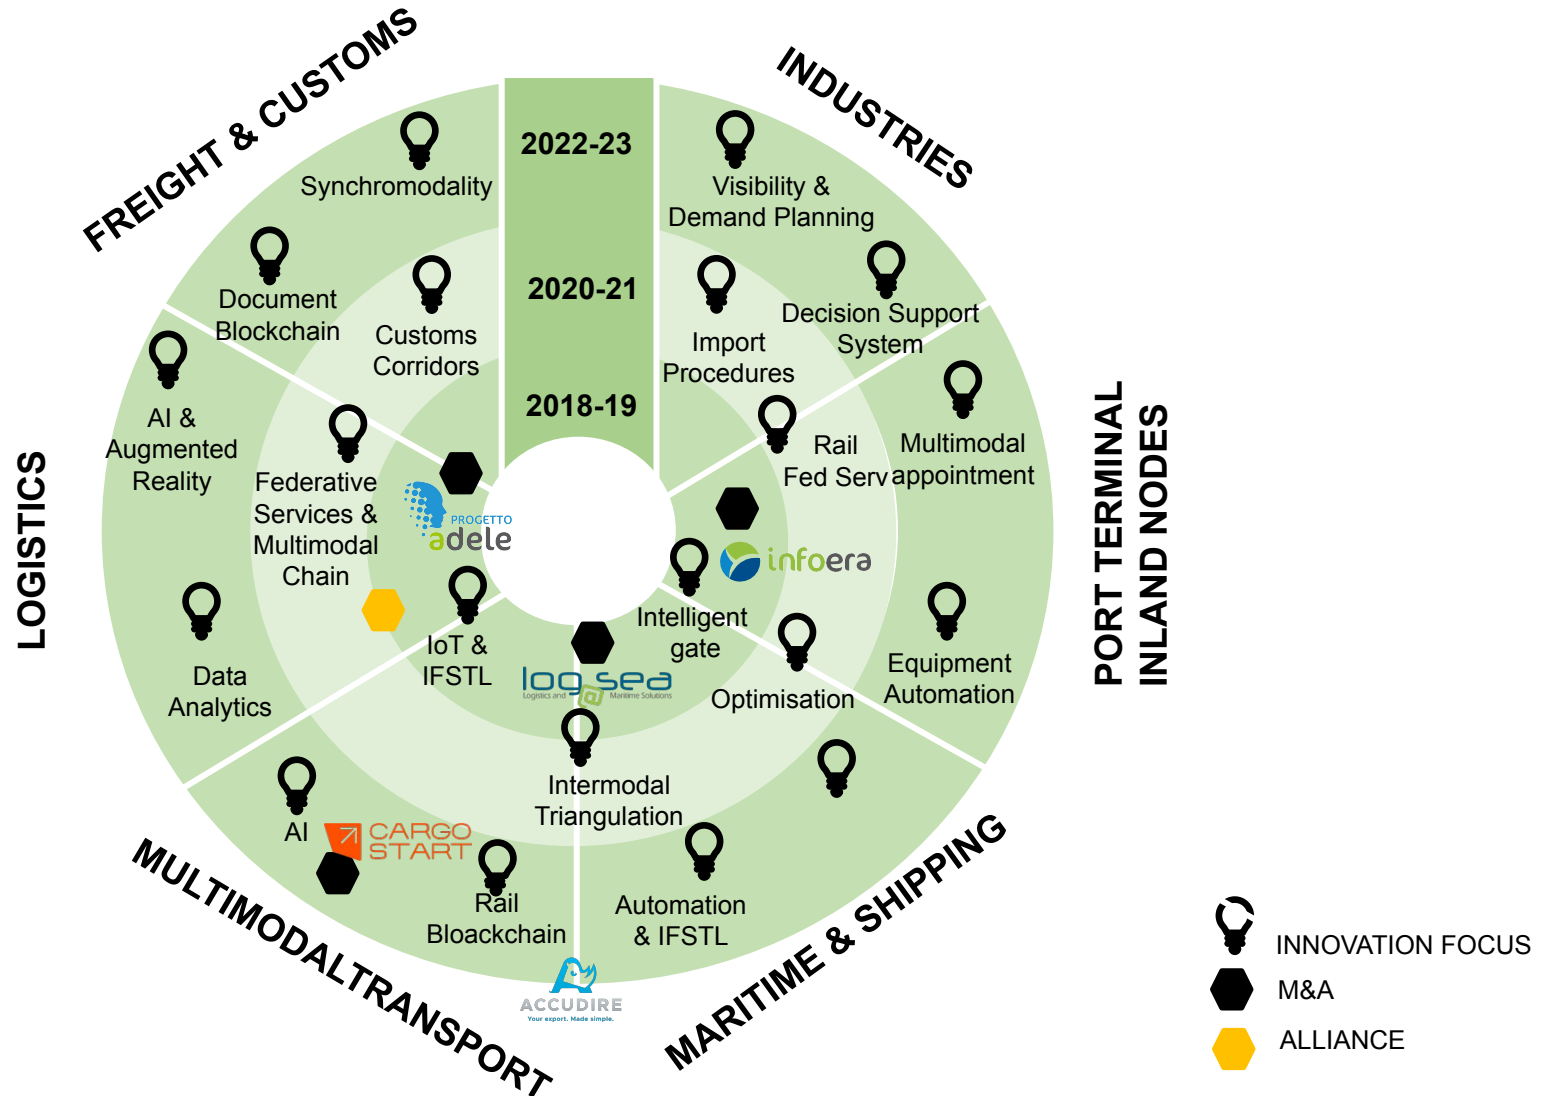 FREIGHT & CUSTOMS
INDUSTRIES
2022-23
2020-21
2018-19
Synchromodality
Document
Blockchain
Customs
Corridors
Visibility &
Demand Planning
Decision Support
System
Import
Procedures
LOGISTICS
AI &
Augmented
Reality
Federative
Services &
Multimodal
Chain
PROGETTO
adele
IoT &
IFSTL
Data
Analytics
PORT TERMINAL
INLAND NODES
Rail
Fed Serv
Multimodal
appointment
infoera
Intelligent
gate
Optimisation
Equipment
Automation
log@sea
Logistics and Maritime Solutions
Intermodal
Triangulation
MULTIMODALTRANSPORT
AI
CARGO
START
Rail
Bloackchain
ACCUDIRE
Your export. Made simple.
MARITIME & SHIPPING
Automation
& IFSTL
INNOVATION FOCUS
M&A
ALLIANCE